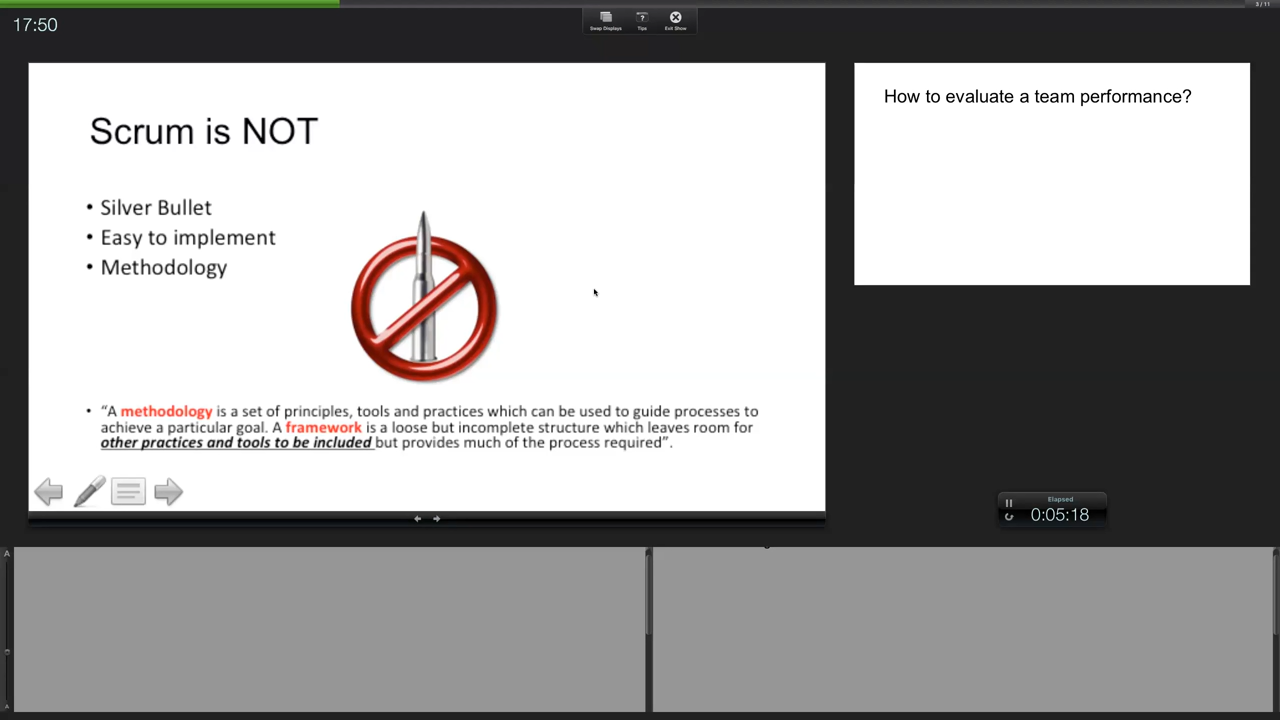 3 / 11
17:50
Swap Displays
Tips
Exit Show
Scrum is NOT
• Silver Bullet
• Easy to implement
• Methodology
• “A methodology is a set of principles, tools and practices which can be used to guide processes to
achieve a particular goal. A framework is a loose but incomplete structure which leaves room for
other practices and tools to be included but provides much of the process required”.
How to evaluate a team performance?
Elapsed
0:05:18
A
A